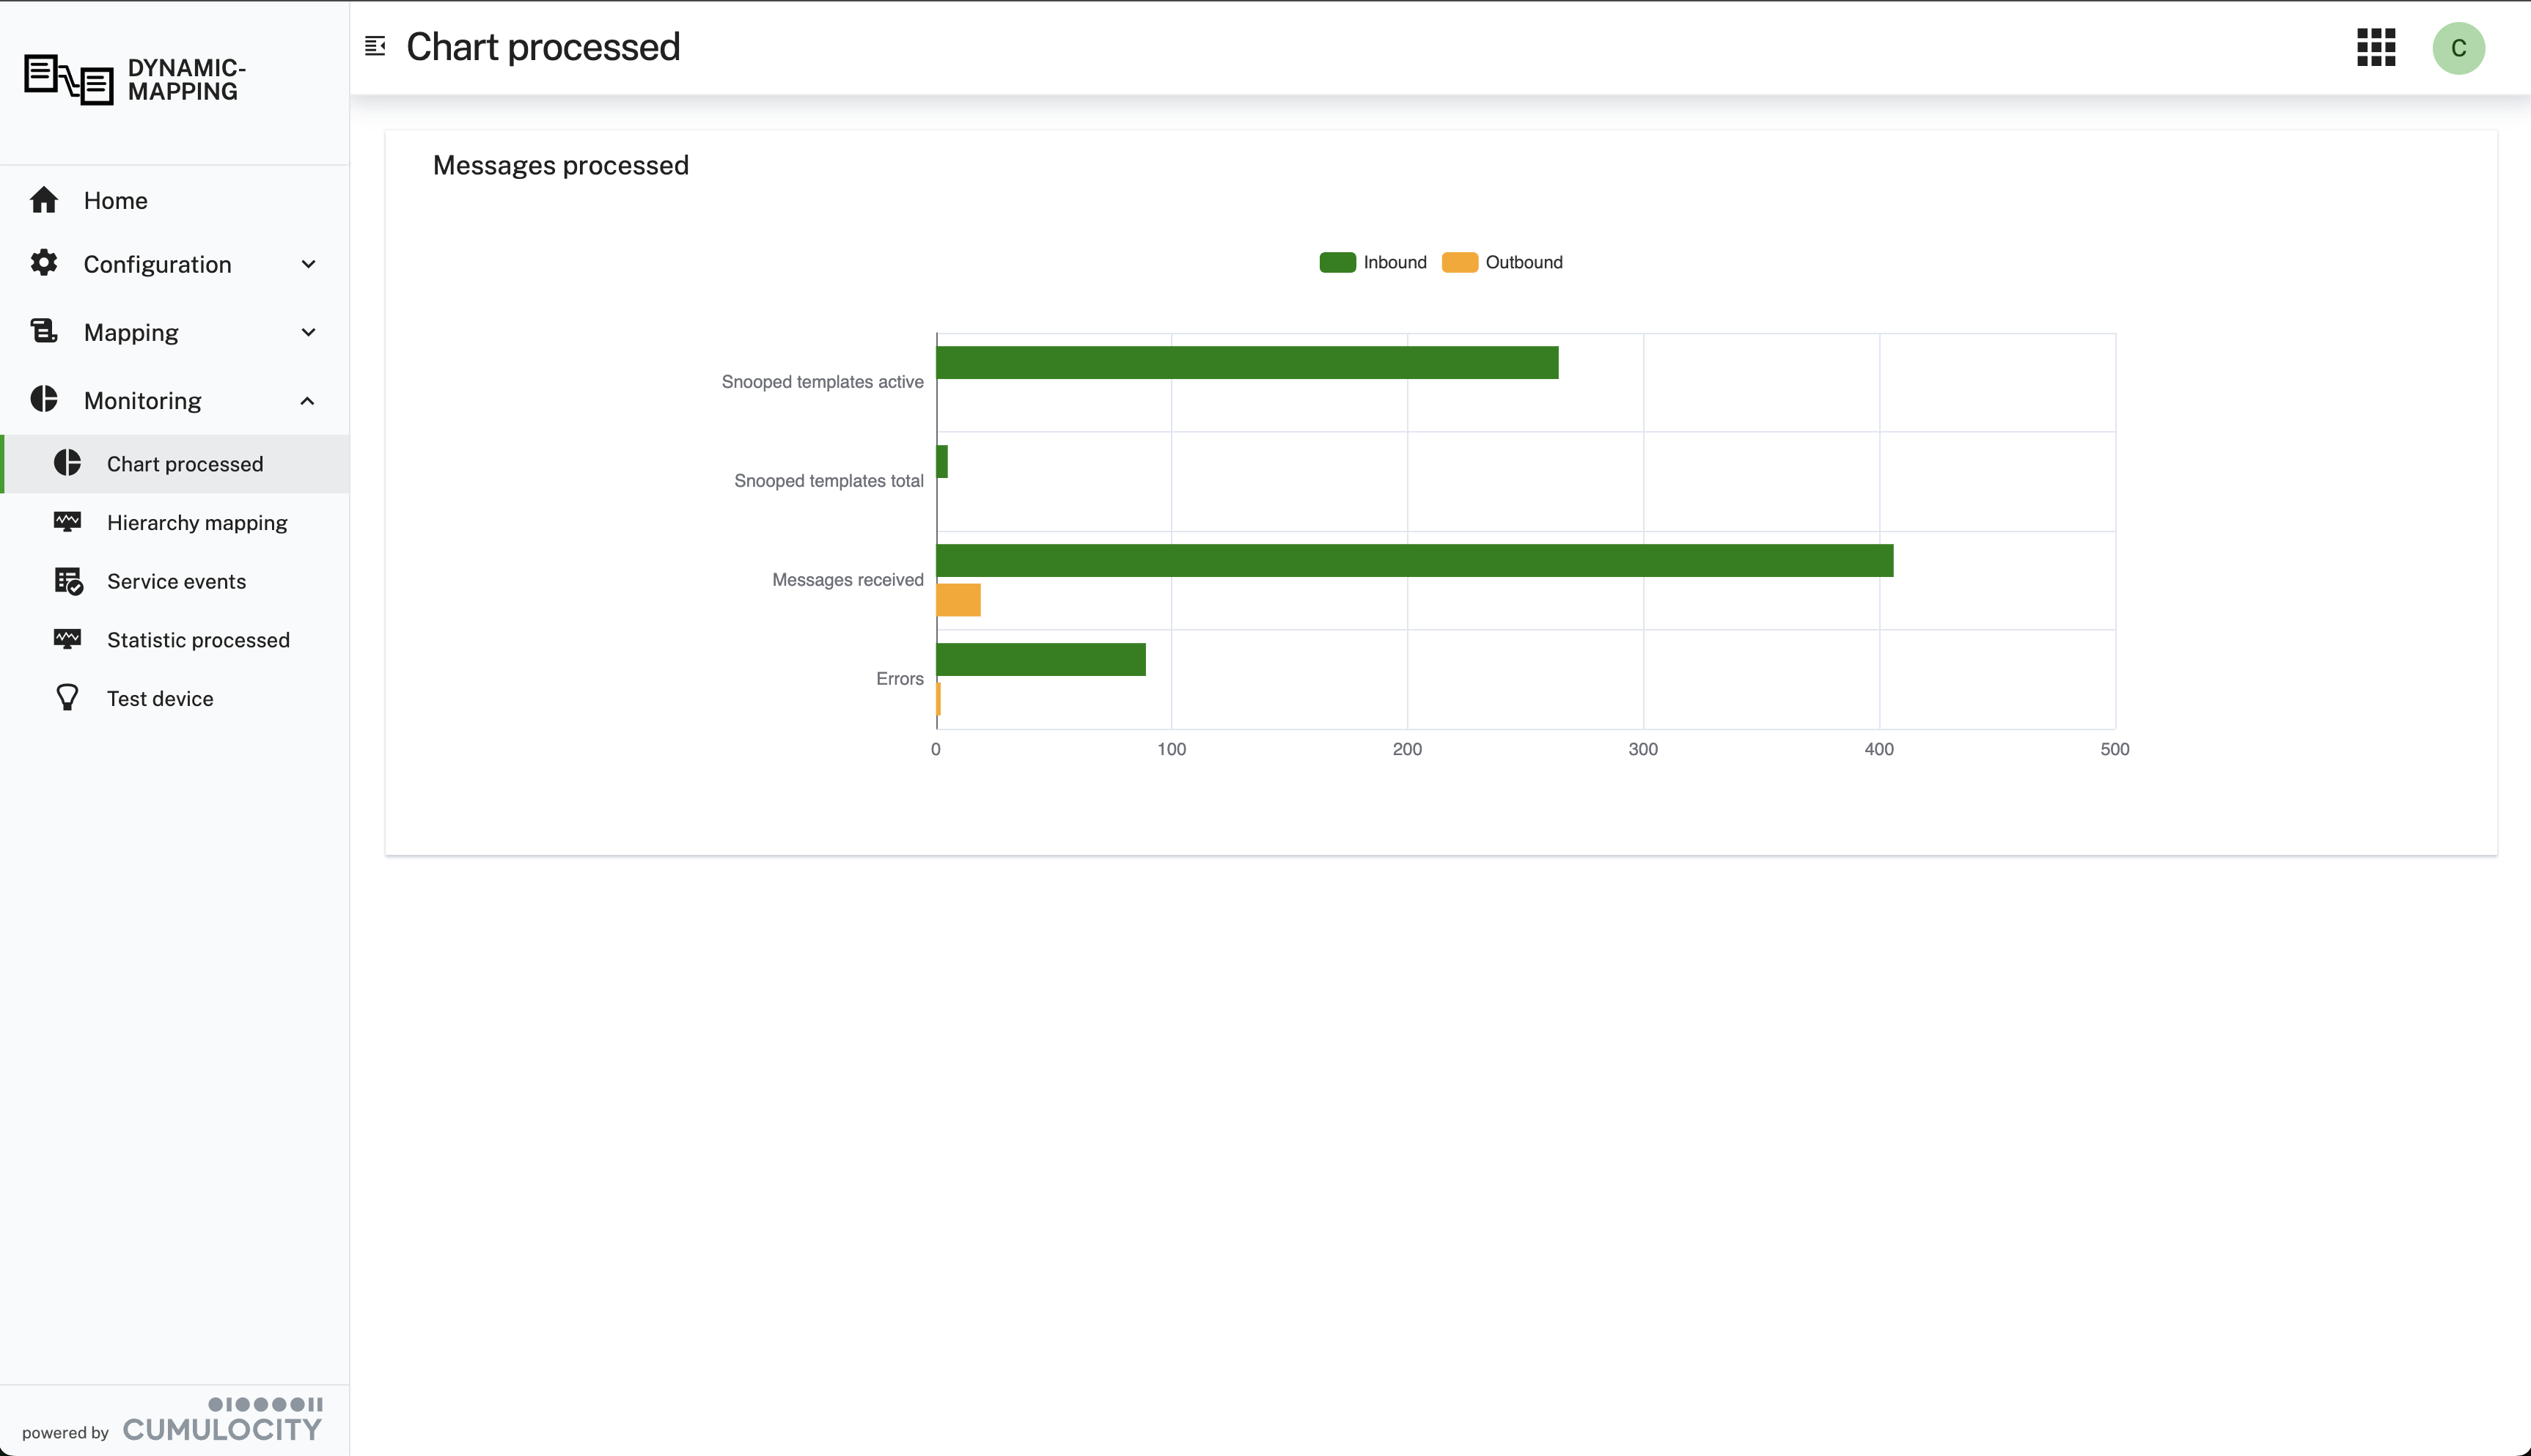 DYNAMIC-
MAPPING
Chart processed
C
Home
Configuration
Mapping
Monitoring
Chart processed
Hierarchy mapping
Service events
Statistic processed
Test device
Messages processed
Inbound
Outbound
Snooped templates active
Snooped templates total
Messages received
Errors
0 100 200 300 400 500
powered by CUMULOCITY